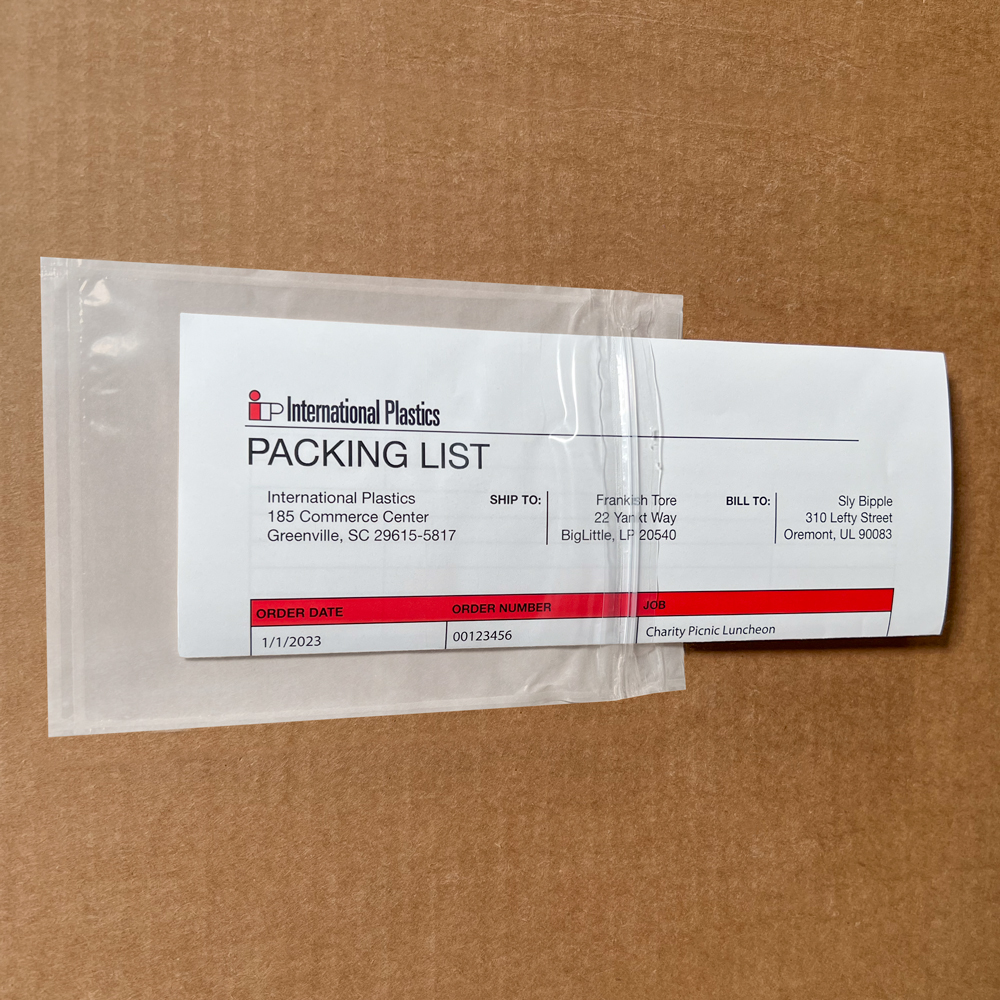 iP International Plastics
PACKING LIST
International Plastics
185 Commerce Center
Greenville, SC 29615-5817
SHIP TO:
Frankish Tore
22 Yankt Way
BigLittle, LP 20540
BILL TO:
Sly Bipple
310 Lefty Street
Oremont, UL 90083
ORDER DATE ORDER NUMBER JOB
1/1/2023 00123456 Charity Picnic Luncheon